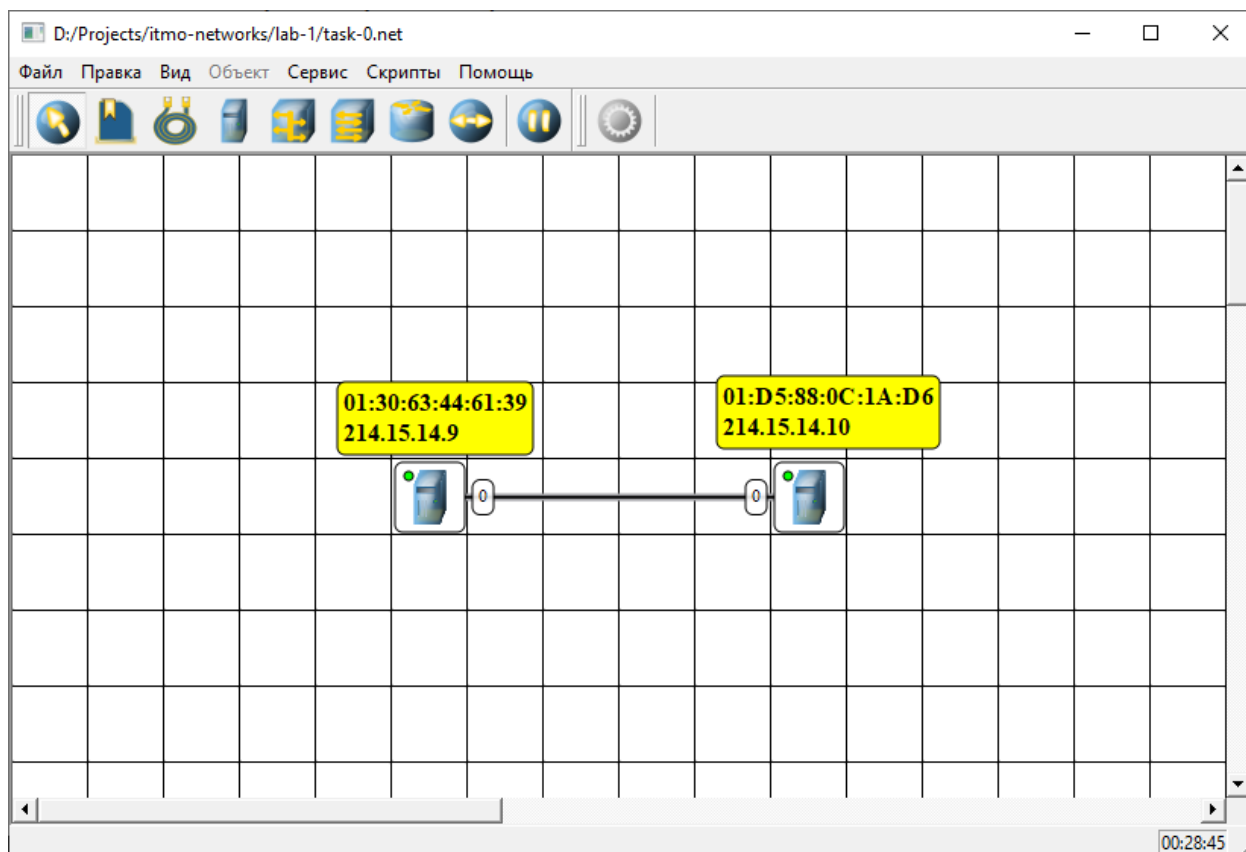 D:/Projects/itmo-networks/lab-1/task-0.net
Файл Правка Вид Объект Сервис Скрипты Помощь
01:30:63:44:61:39
214.15.14.9
01:D5:88:0C:1A:D6
214.15.14.10
0
0
00:28:45